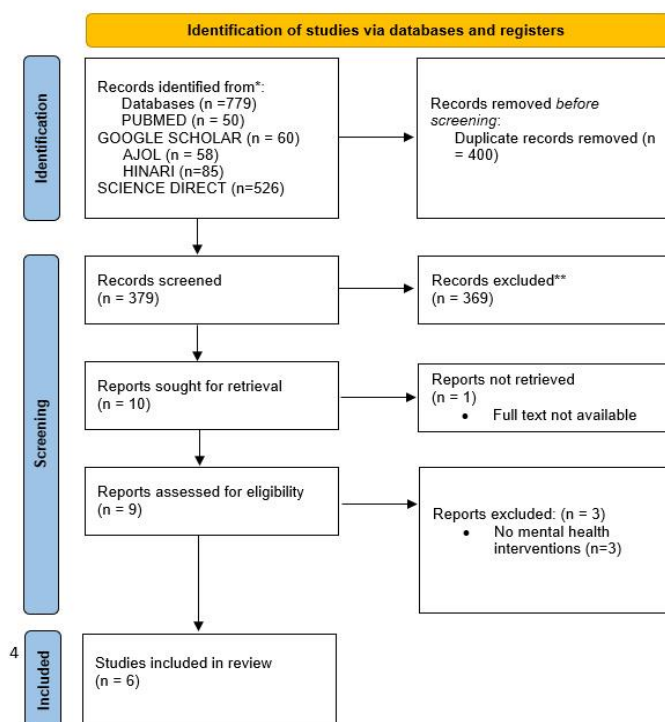 Identification of studies via databases and registers
Identification
Records identified from*:
Databases (n =779)
PUBMED (n = 50)
GOOGLE SCHOLAR (n = 60)
AJOL (n = 58)
HINARI (n=85)
SCIENCE DIRECT (n=526)
Records removed before
screening:
Duplicate records removed (n
= 400)
Screening
Records screened
(n = 379)
Records excluded**
(n = 369)
Reports sought for retrieval
(n = 10)
Reports not retrieved
(n = 1)
• Full text not available
Reports assessed for eligibility
(n = 9)
Reports excluded: (n = 3)
• No mental health
interventions (n=3)
4
Included
Studies included in review
(n = 6)